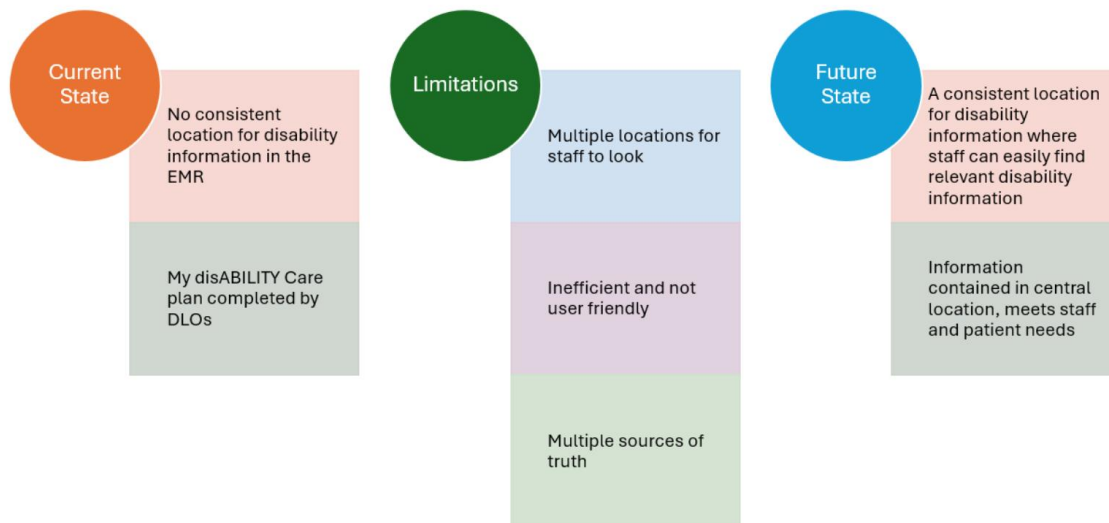 Current
State
No consistent
location for disability
information in the
EMR
My disABILITY Care
plan completed by
DLOs
Limitations
Multiple locations for
staff to look
Inefficient and not
user friendly
Multiple sources of
truth
Future
State
A consistent location
for disability
information where
staff can easily find
relevant disability
information
Information
contained in central
location, meets staff
and patient needs